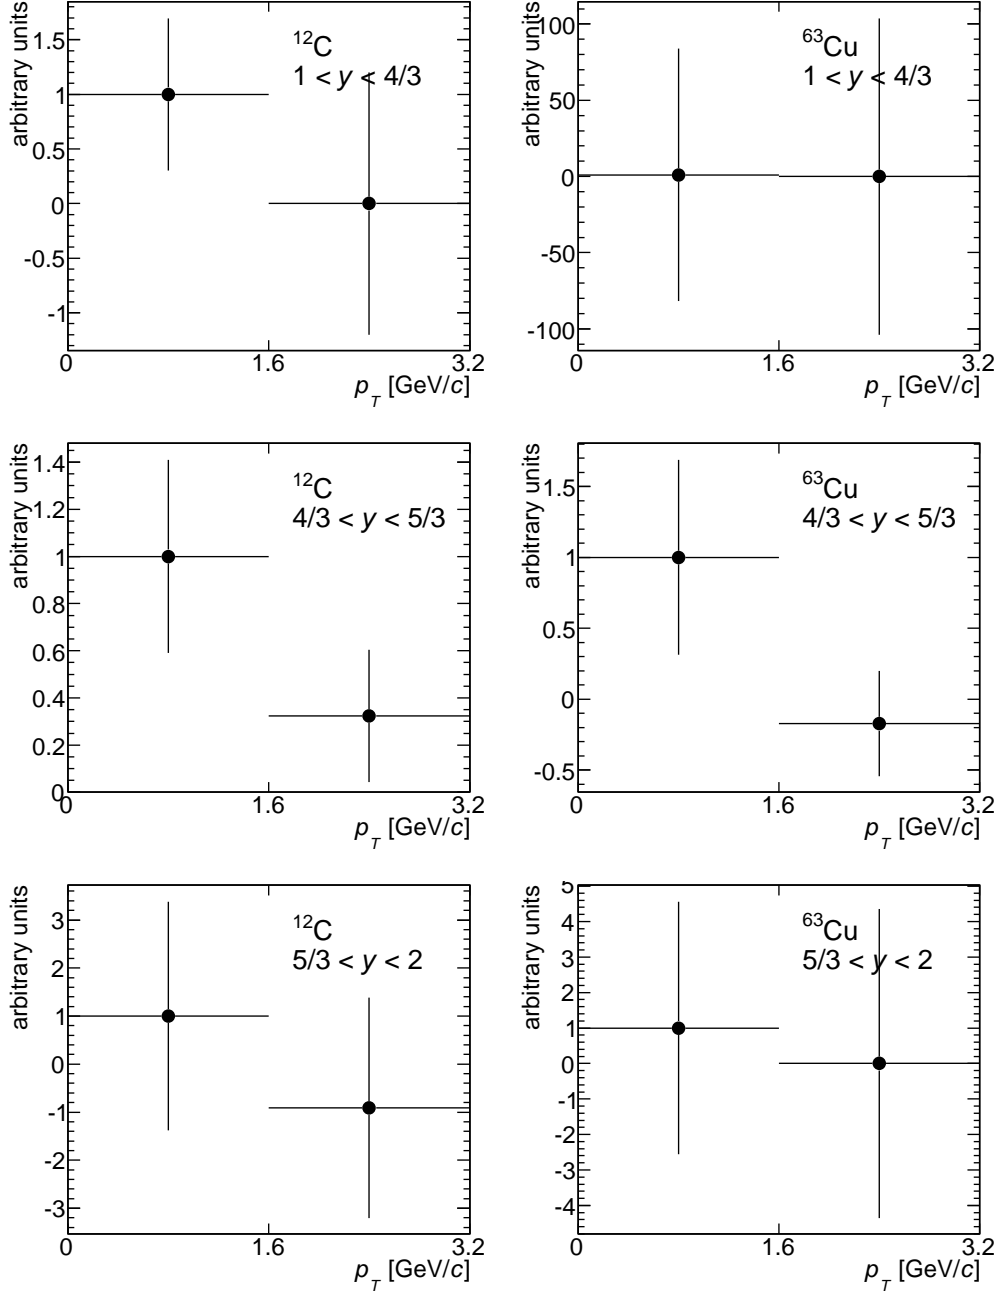 arbitrary units
1.5
1
0.5
0
-0.5
-1
¹²C
1 < y < 4/3
0 1.6 3.2
p_T [GeV/c]
arbitrary units
100
50
0
-50
-100
⁶³Cu
1 < y < 4/3
0 1.6 3.2
p_T [GeV/c]
arbitrary units
1.4
1.2
1
0.8
0.6
0.4
0.2
0
¹²C
4/3 < y < 5/3
0 1.6 3.2
p_T [GeV/c]
arbitrary units
1.5
1
0.5
0
-0.5
⁶³Cu
4/3 < y < 5/3
0 1.6 3.2
p_T [GeV/c]
arbitrary units
3
2
1
0
-1
-2
-3
¹²C
5/3 < y < 2
0 1.6 3.2
p_T [GeV/c]
arbitrary units
5
4
3
2
1
0
-1
-2
-3
-4
⁶³Cu
5/3 < y < 2
0 1.6 3.2
p_T [GeV/c]